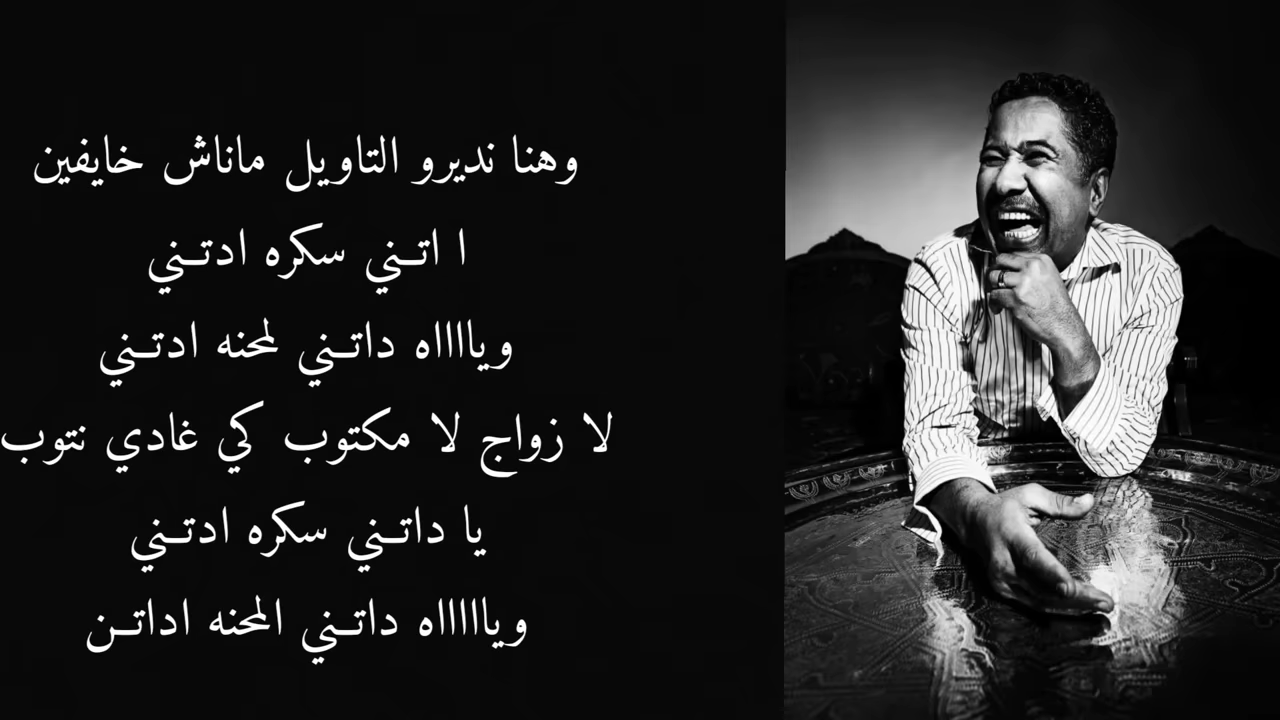 وهنا نديرو التاويل ماناش خايفين
ا اتـني سكره ادتـني
وياااااه داتـني لمحنه ادتـني
لا زواج لا مكتوب كي غادي نتوب
يا داتـني سكره ادتـني
ويااااااه داتـني المحنه اداتـن